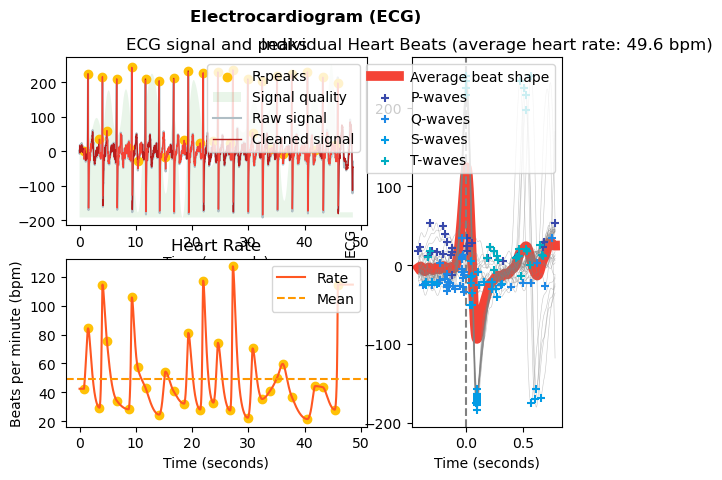 Electrocardiogram (ECG)
ECG signal and peaks
Individual Heart Beats (average heart rate: 49.6 bpm)
200
100
0
−100
−200
R-peaks
Signal quality
Raw signal
Cleaned signal
0
10
20
30
40
50
Heart Rate
Beats per minute (bpm)
120
100
80
60
40
20
Rate
Mean
0
10
20
30
40
50
Time (seconds)
ECG
200
100
0
−100
−200
Average beat shape
P-waves
Q-waves
S-waves
T-waves
0.0
0.5
Time (seconds)